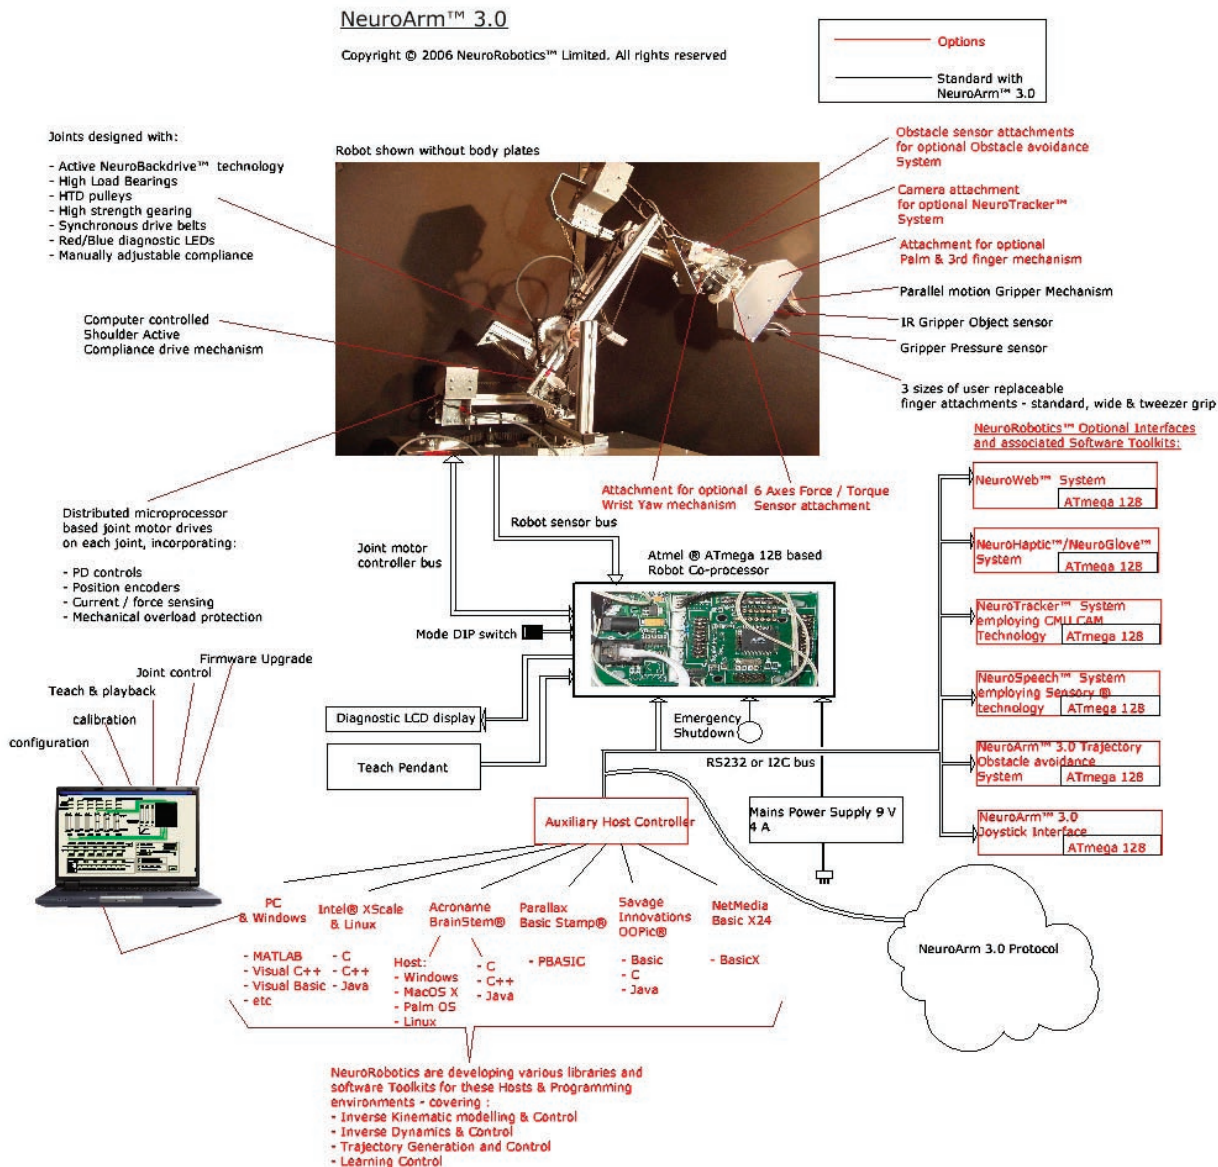 NeuroArm™ 3.0
Copyright © 2006 NeuroRobotics™ Limited. All rights reserved
Options
Standard with
NeuroArm™ 3.0
Joints designed with:
- Active NeuroBackdrive™ technology
- High Load Bearings
- HTD pulleys
- High strength gearing
- Synchronous drive belts
- Red/Blue diagnostic LEDs
- Manually adjustable compliance
Robot shown without body plates
Obstacle sensor attachments
for optional Obstacle avoidance
System
Camera attachment
for optional NeuroTracker™
System
Attachment for optional
Palm & 3rd finger mechanism
Parallel motion Gripper Mechanism
IR Gripper Object sensor
Gripper Pressure sensor
3 sizes of user replaceable
finger attachments - standard, wide & tweezer grip
Computer controlled
Shoulder Active
Compliance drive mechanism
Distributed microprocessor
based joint motor drives
on each joint, incorporating:
- PD controls
- Position encoders
- Current / force sensing
- Mechanical overload protection
Attachment for optional
Wrist Yaw mechanism
6 Axes Force / Torque
Sensor attachment
Robot sensor bus
Joint motor
controller bus
Atmel ® ATmega 128 based
Robot Co-processor
Mode DIP switch
Diagnostic LCD display
Teach Pendant
Emergency
Shutdown
RS232 or I2C bus
Mains Power Supply 9 V
4 A
NeuroRobotics™ Optional Interfaces
and associated Software Toolkits:
NeuroWeb™ System
ATmega 128
NeuroHaptic™/NeuroGlove™
System
ATmega 128
NeuroTracker™ System
employing CMU CAM
Technology
ATmega 128
NeuroSpeech™ System
employing Sensory ®
technology
ATmega 128
NeuroArm™ 3.0 Trajectory
Obstacle avoidance
System
ATmega 128
NeuroArm™ 3.0
Joystick Interface
ATmega 128
Firmware Upgrade
Joint control
Teach & playback
calibration
configuration
Auxiliary Host Controller
PC
& Windows
- MATLAB
- Visual C++
- Visual Basic
- etc
Intel® XScale
& Linux
- C
- C++
- Java
Acroname
BrainStem®
Host:
- Windows
- MacOS X
- Palm OS
- Linux
- C
- C++
- Java
Parallax
Basic Stamp®
- PBASIC
Savage
Innovations
OOPic®
- Basic
- C
- Java
NetMedia
Basic X24
- BasicX
NeuroArm 3.0 Protocol
NeuroRobotics are developing various libraries and
software Toolkits for these Hosts & Programming
environments - covering :
- Inverse Kinematic modelling & Control
- Inverse Dynamics & Control
- Trajectory Generation and Control
- Learning Control